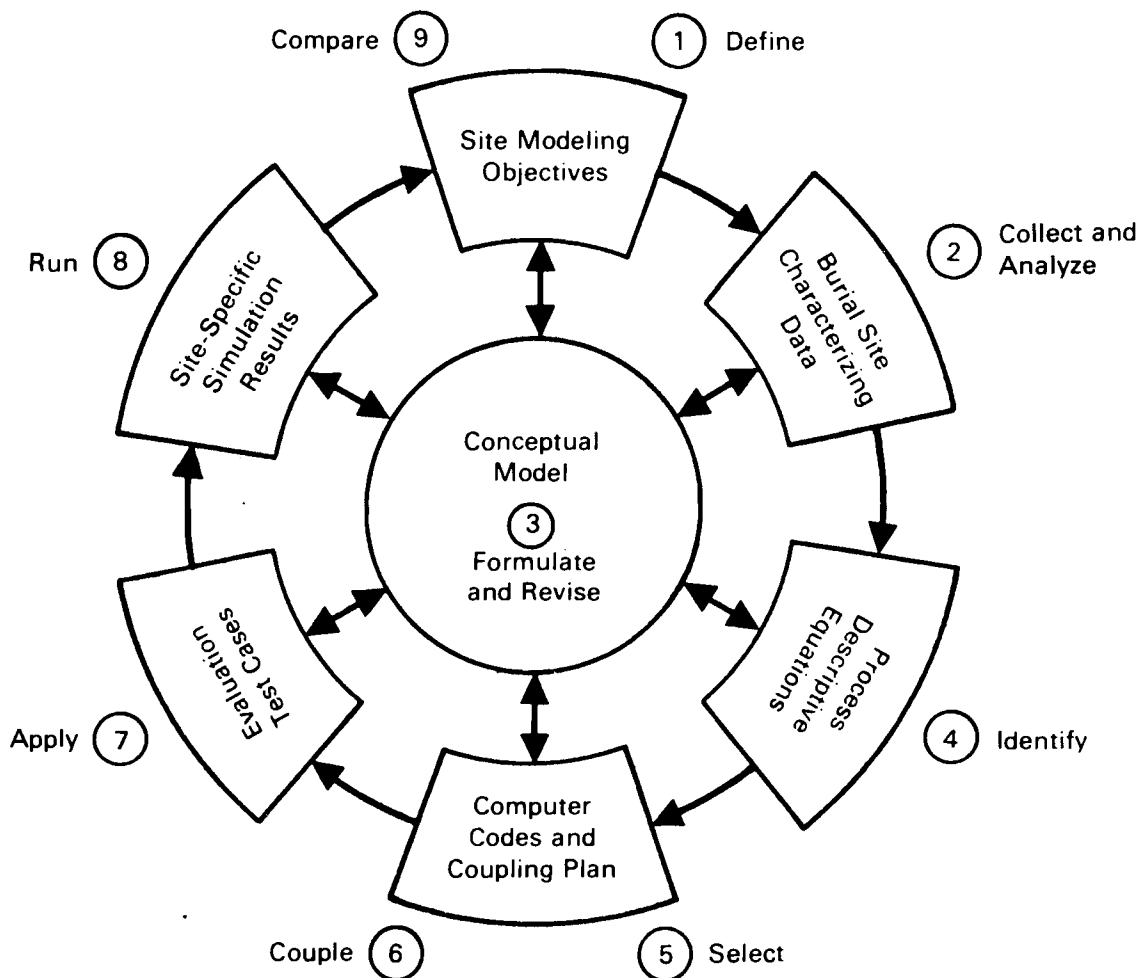 Compare 9
1 Define
Site Modeling
Objectives
2 Collect and
Analyze
Burial Site
Characterizing
Data
Conceptual
Model
3
Formulate
and Revise
Process
Descriptive
Equations
4 Identify
Computer
Codes and
Coupling Plan
5 Select
Couple 6
Evaluation
Test Cases
Apply 7
Site-Specific
Simulation
Results
Run 8